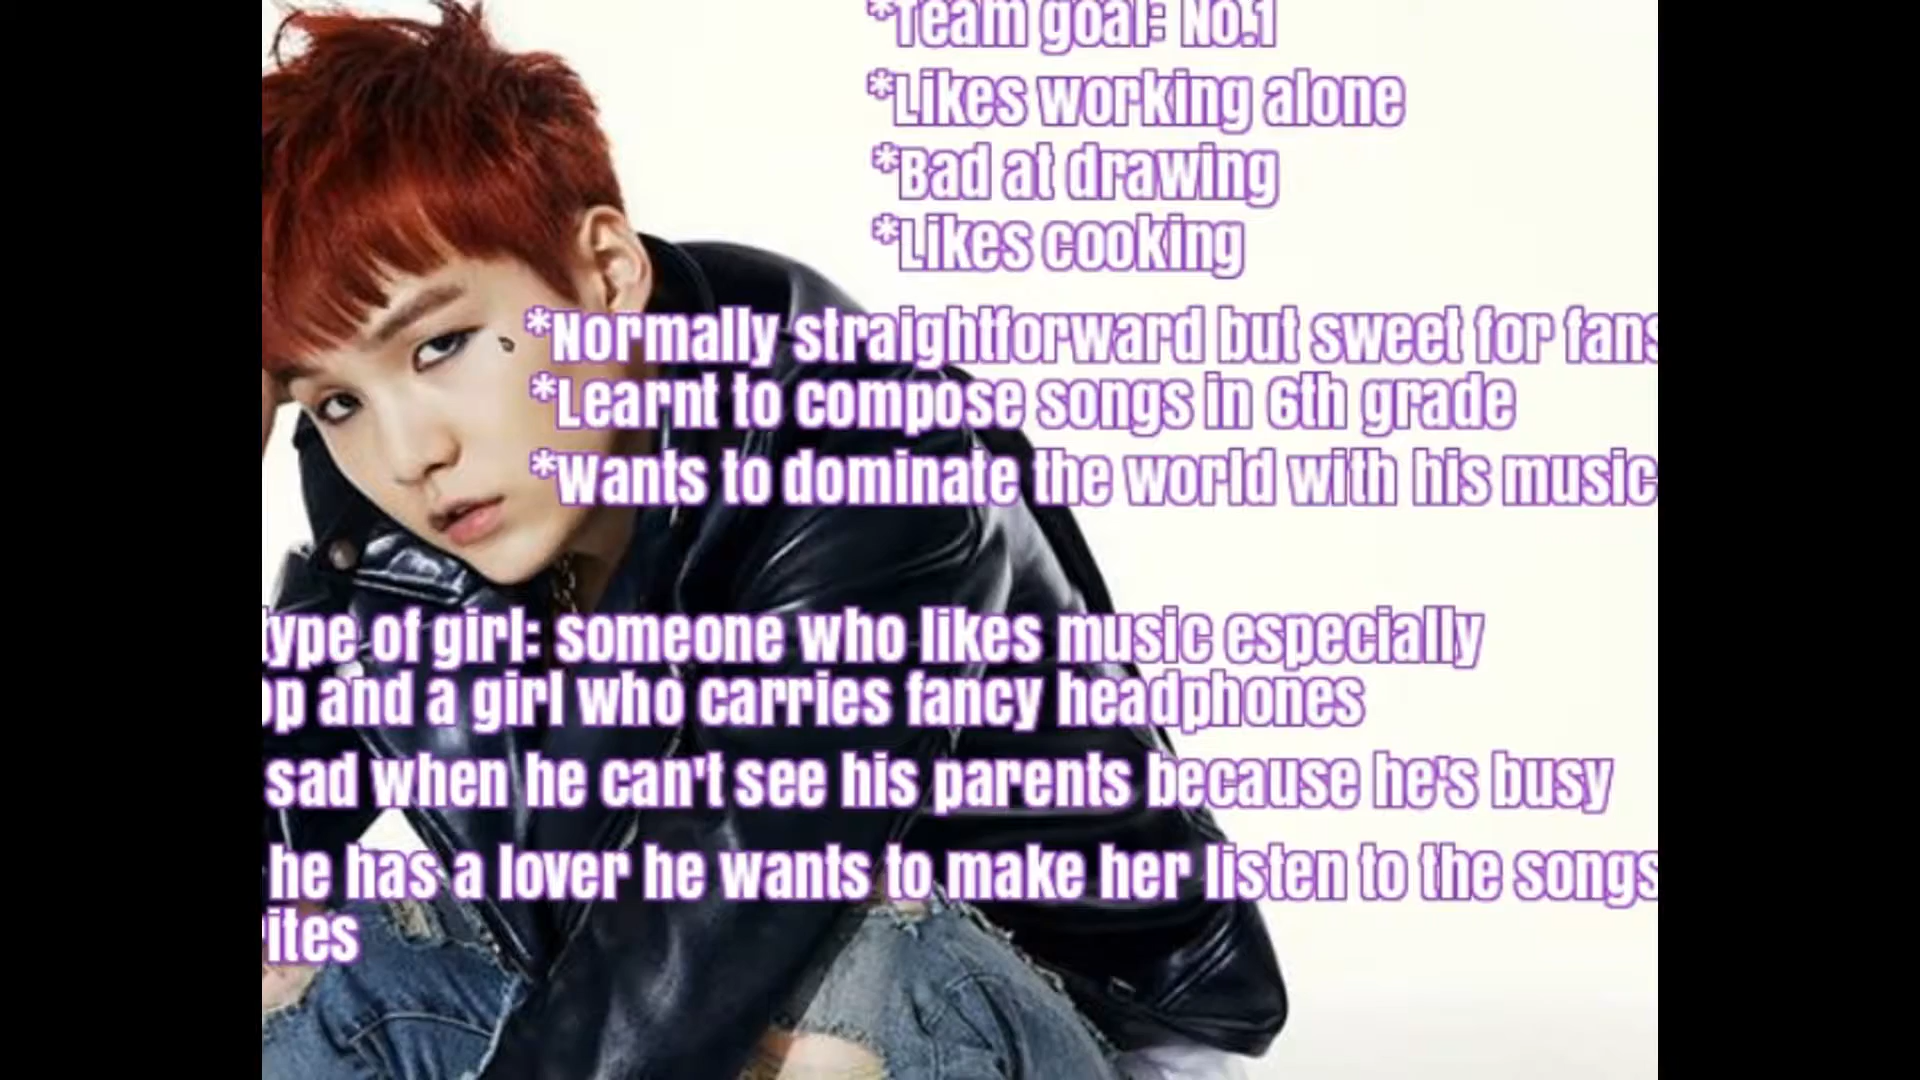 *Team goal: No.1
*Likes working alone
*Bad at drawing
*Likes cooking
*Normally straightforward but sweet for fans
*Learnt to compose songs in 6th grade
*Wants to dominate the world with his music
type of girl: someone who likes music especially
and a girl who carries fancy headphones
sad when he can't see his parents because he's busy
he has a lover he wants to make her listen to the songs